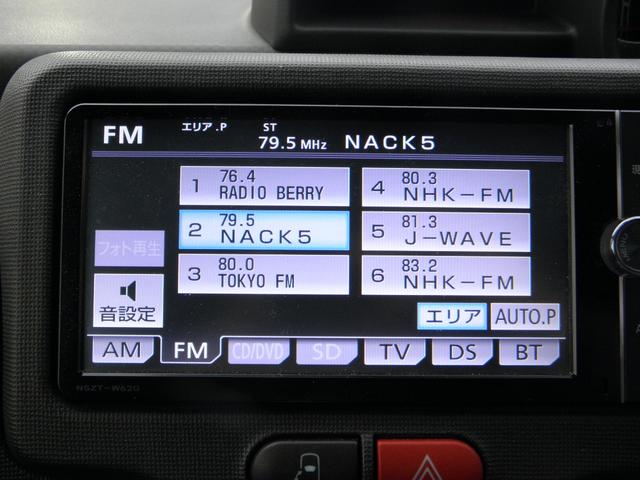 FM
エリア.P
ST
79.5 MHz NACK5
1 76.4 RADIO BERRY
2 79.5 NACK5
3 80.0 TOKYO FM
4 80.3 NHK-FM
5 81.3 J-WAVE
6 83.2 NHK-FM
フォト再生
音設定
エリア AUTO.P
AM FM CD/DVD SD TV DS BT
NSZT-W62G